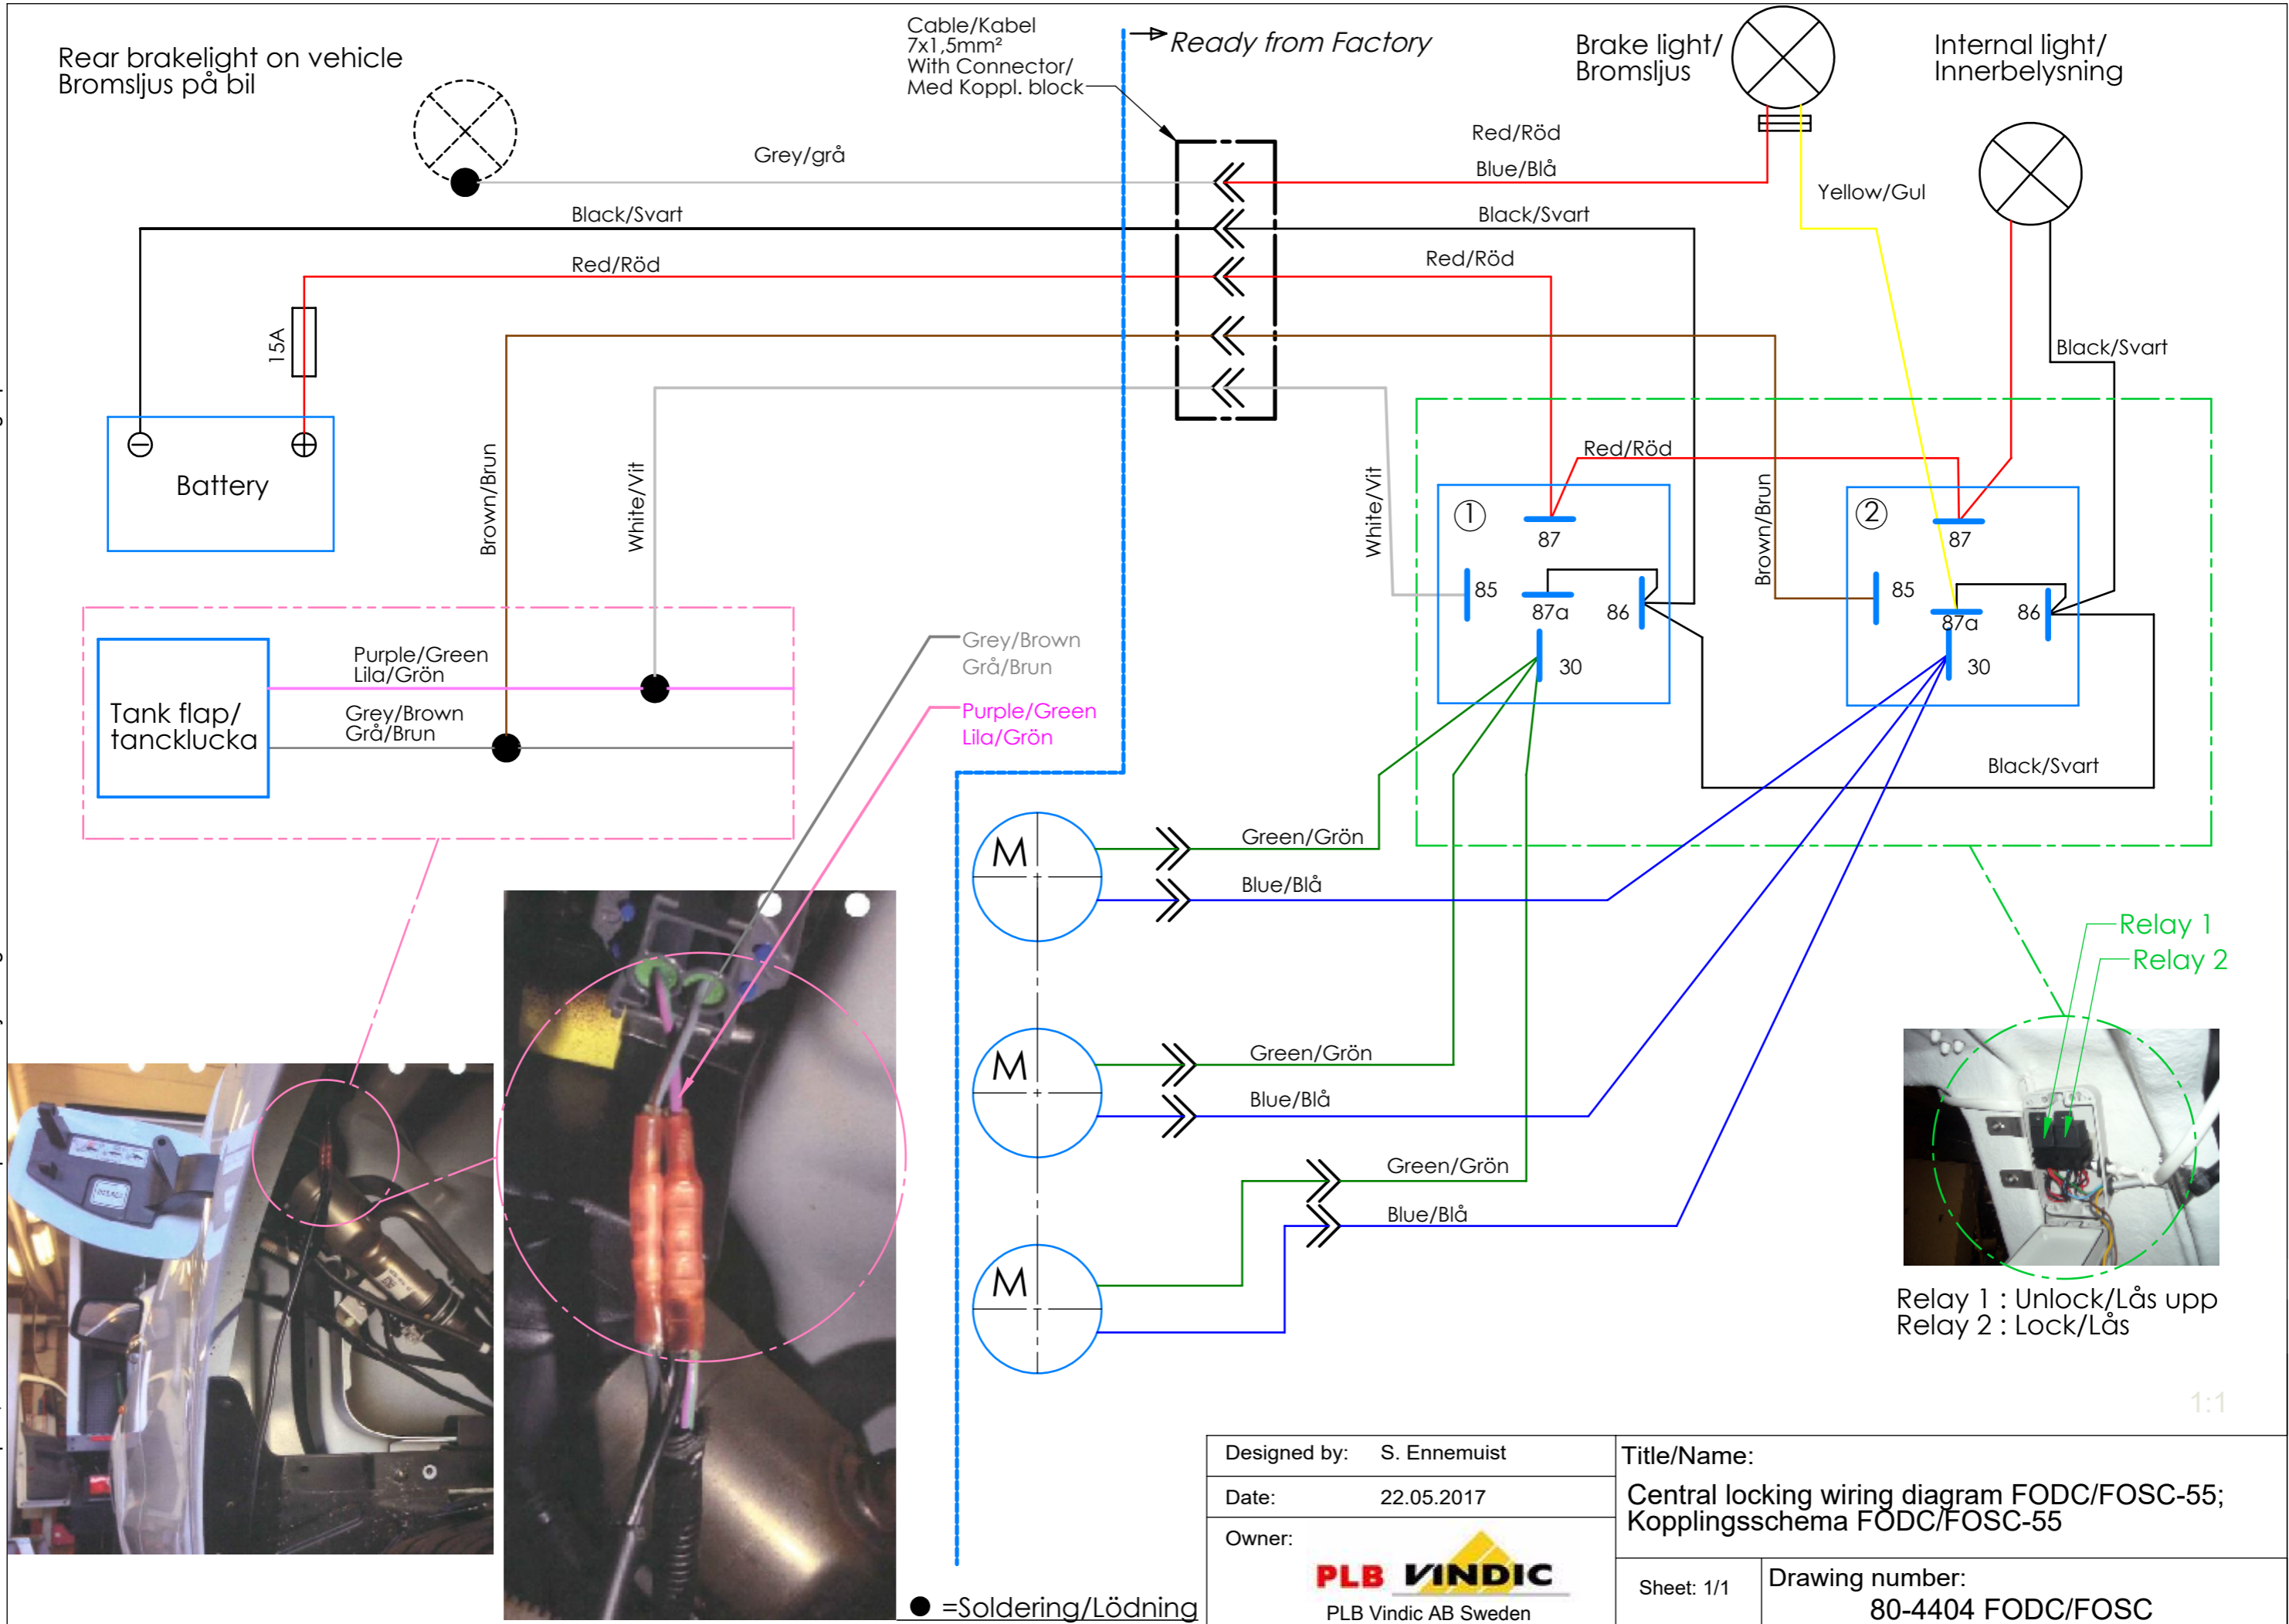 Rear brakelight on vehicle
Bromsljus på bil
Cable/Kabel
7x1,5mm²
With Connector/
Med Koppl. block
Ready from Factory
Brake light/
Bromsljus
Internal light/
Innerbelysning
Grey/grå
Red/Röd
Blue/Blå
Yellow/Gul
Black/Svart
Black/Svart
Red/Röd
Red/Röd
15A
Black/Svart
Battery
Brown/Brun
White/Vit
White/Vit
Red/Röd
Brown/Brun
1
87
85
87a
86
30
2
87
85
87a
86
30
Purple/Green
Lila/Grön
Tank flap/
tancklucka
Grey/Brown
Grå/Brun
Grey/Brown
Grå/Brun
Purple/Green
Lila/Grön
Black/Svart
M
Green/Grön
Blue/Blå
M
Green/Grön
Blue/Blå
M
Green/Grön
Blue/Blå
Relay 1
Relay 2
Relay 1 : Unlock/Lås upp
Relay 2 : Lock/Lås
1:1
=Soldering/Lödning
Designed by: S. Ennemuist
Date: 22.05.2017
Owner:
PLB VINDIC
PLB Vindic AB Sweden
Title/Name:
Central locking wiring diagram FODC/FOSC-55;
Kopplingsschema FODC/FOSC-55
Sheet: 1/1
Drawing number:
80-4404 FODC/FOSC